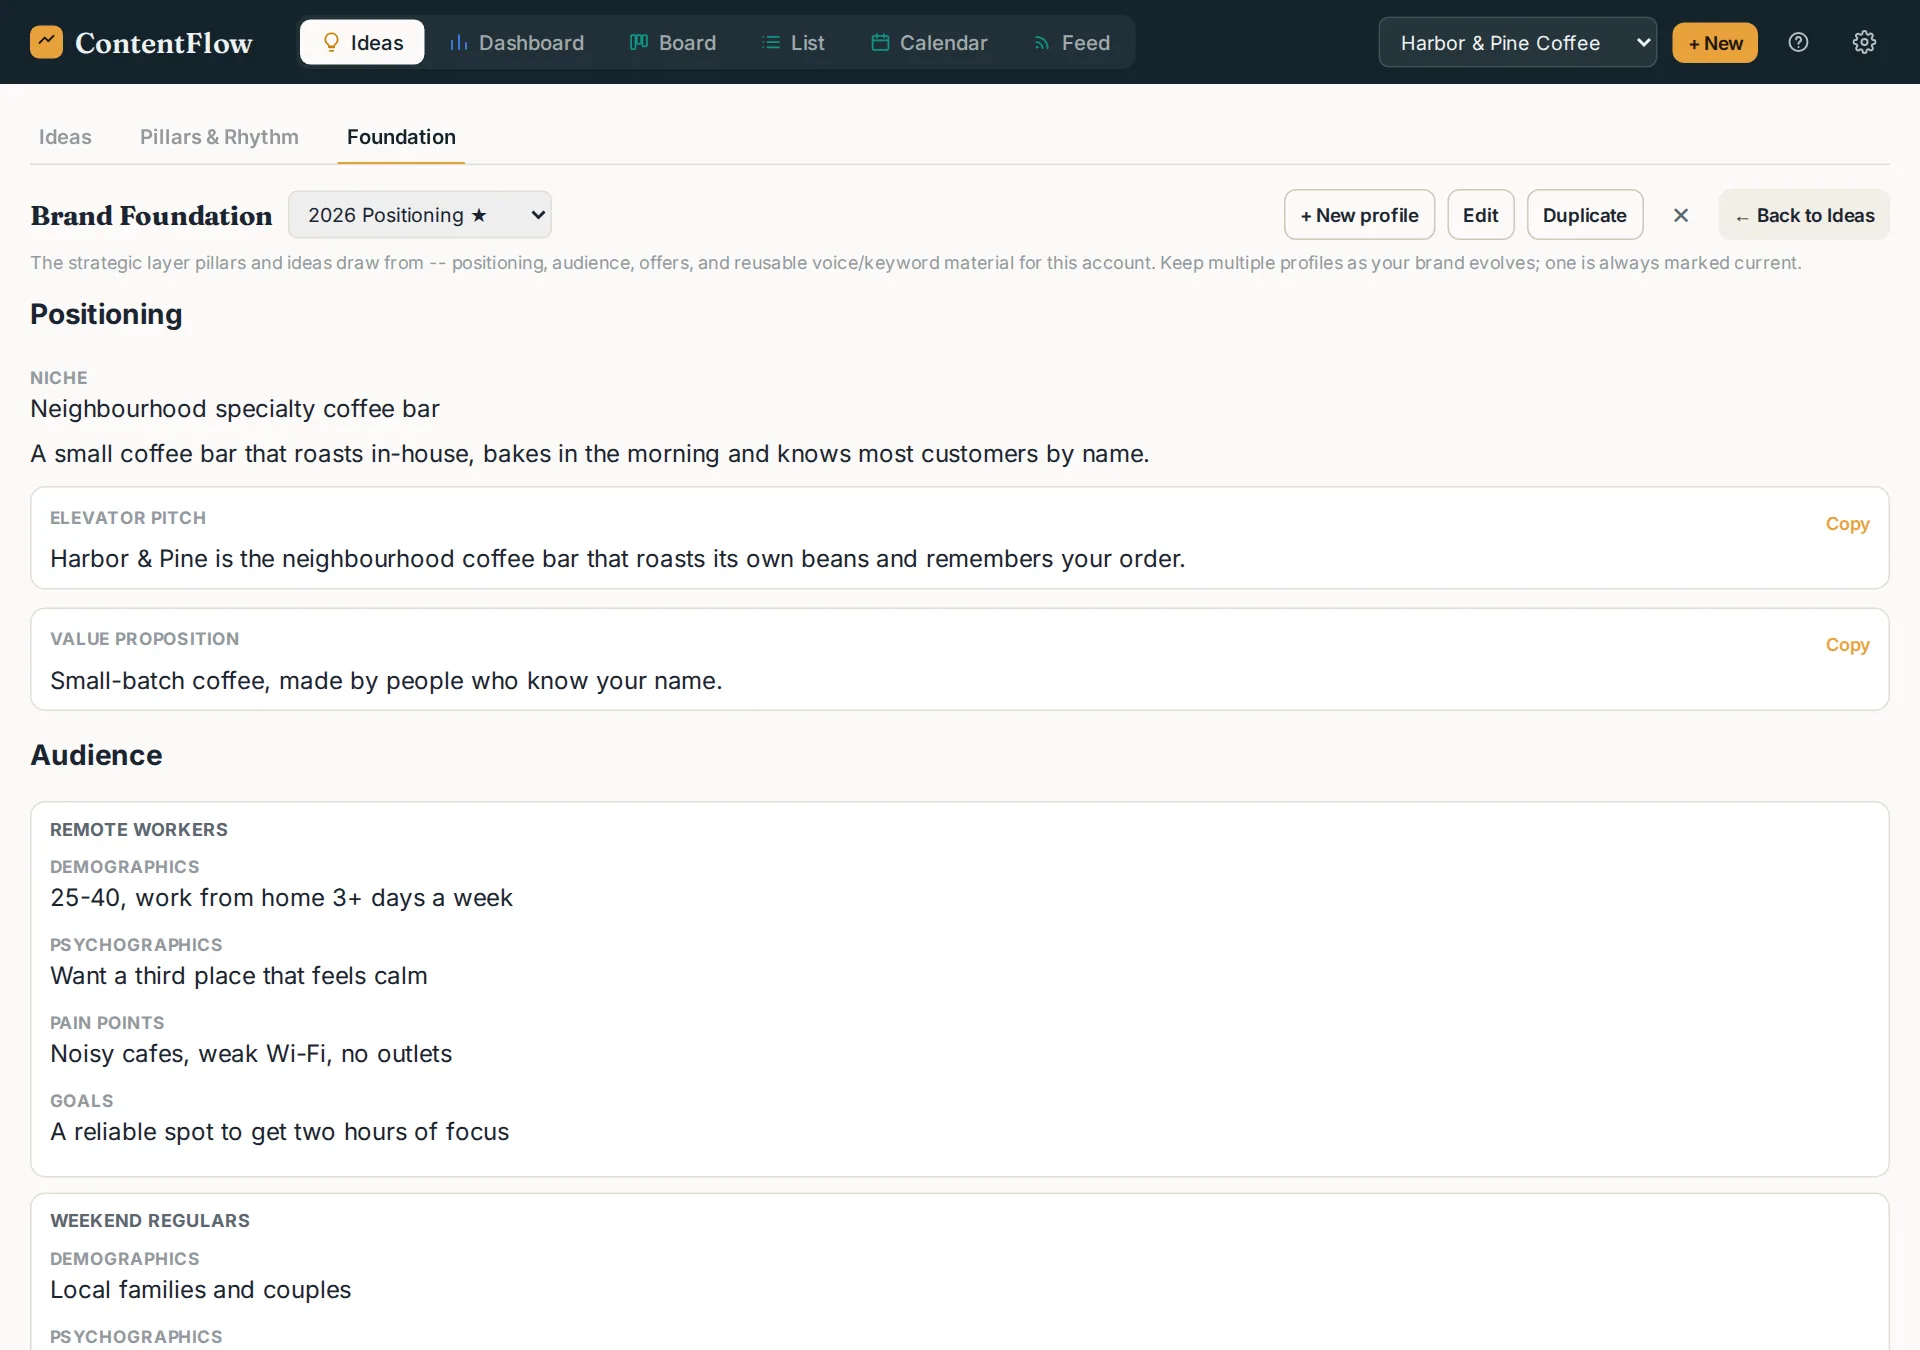 ContentFlow
Ideas
Dashboard
Board
List
Calendar
Feed
Harbor & Pine Coffee
+ New
Ideas
Pillars & Rhythm
Foundation
Brand Foundation
2026 Positioning ★
+ New profile
Edit
Duplicate
✕
← Back to Ideas
The strategic layer pillars and ideas draw from -- positioning, audience, offers, and reusable voice/keyword material for this account. Keep multiple profiles as your brand evolves; one is always marked current.
Positioning
NICHE
Neighbourhood specialty coffee bar
A small coffee bar that roasts in-house, bakes in the morning and knows most customers by name.
ELEVATOR PITCH
Copy
Harbor & Pine is the neighbourhood coffee bar that roasts its own beans and remembers your order.
VALUE PROPOSITION
Copy
Small-batch coffee, made by people who know your name.
Audience
REMOTE WORKERS
DEMOGRAPHICS
25-40, work from home 3+ days a week
PSYCHOGRAPHICS
Want a third place that feels calm
PAIN POINTS
Noisy cafes, weak Wi-Fi, no outlets
GOALS
A reliable spot to get two hours of focus
WEEKEND REGULARS
DEMOGRAPHICS
Local families and couples
PSYCHOGRAPHICS